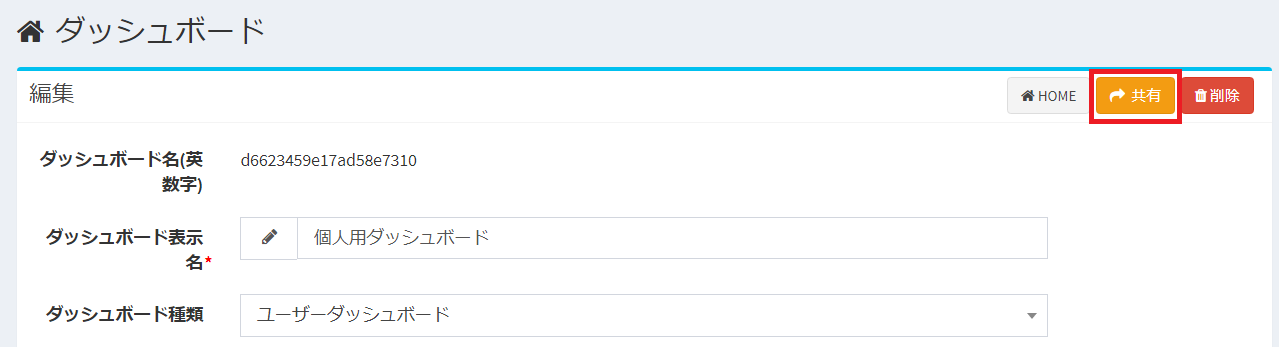 ダッシュボード
編集
HOME 共有 削除
ダッシュボード名(英
数字)
d6623459e17ad58e7310
ダッシュボード表示
名*
個人用ダッシュボード
ダッシュボード種類
ユーザーダッシュボード